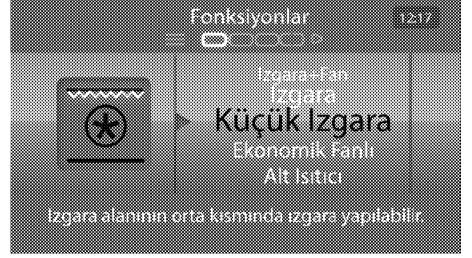 Fonksiyonlar
12:17
Izgara+Fan
Izgara
Küçük Izgara
Ekonomik Fanlı
Alt Isıtıcı
Izgara alanının orta kısmında ızgara yapılabilir.